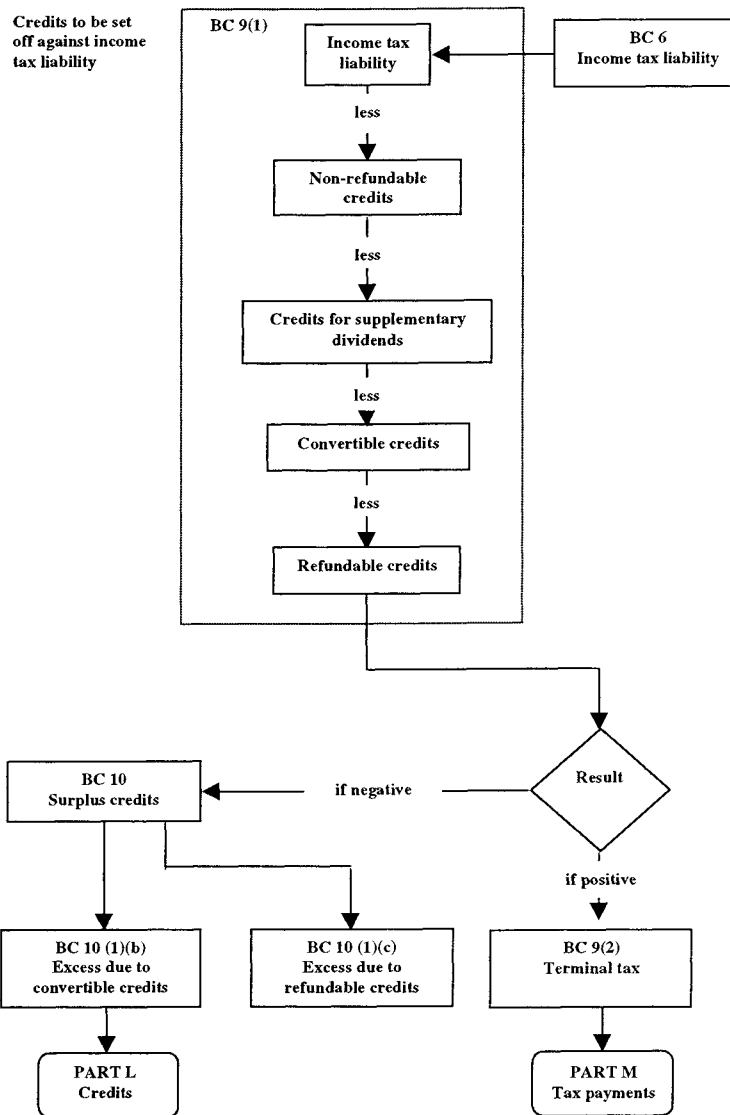 Credits to be set
off against income
tax liability
BC 9(1)
Income tax
liability
BC 6
Income tax liability
less
Non-refundable
credits
less
Credits for supplementary
dividends
less
Convertible credits
less
Refundable credits
Result
if negative
BC 10
Surplus credits
if positive
BC 10 (1)(b)
Excess due to
convertible credits
BC 10 (1)(c)
Excess due to
refundable credits
BC 9(2)
Terminal tax
PART L
Credits
PART M
Tax payments